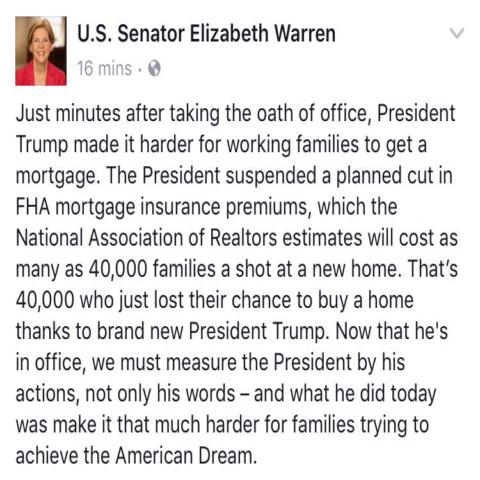 U.S. Senator Elizabeth Warren
16 mins ·
Just minutes after taking the oath of office, President
Trump made it harder for working families to get a
mortgage. The President suspended a planned cut in
FHA mortgage insurance premiums, which the
National Association of Realtors estimates will cost as
many as 40,000 families a shot at a new home. That's
40,000 who just lost their chance to buy a home
thanks to brand new President Trump. Now that he's
in office, we must measure the President by his
actions, not only his words – and what he did today
was make it that much harder for families trying to
achieve the American Dream.